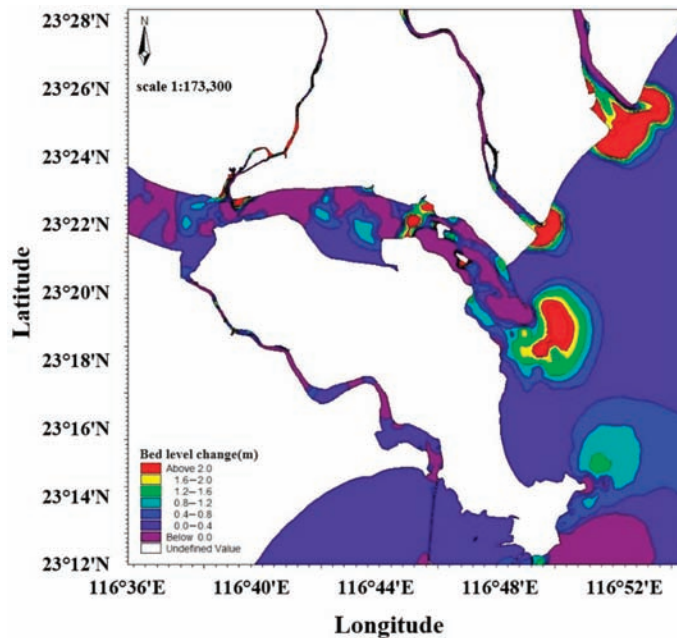 23°28'N
N
23°26'N
scale 1:173,300
23°24'N
23°22'N
Latitude
23°20'N
23°18'N
23°16'N
Bed level change(m)
Above 2.0
1.6–2.0
23°14'N
1.2–1.6
0.8–1.2
0.4–0.8
0.0–0.4
Below 0.0
23°12'N
Undefined Value
116°36'E 116°40'E 116°44'E 116°48'E 116°52'E
Longitude